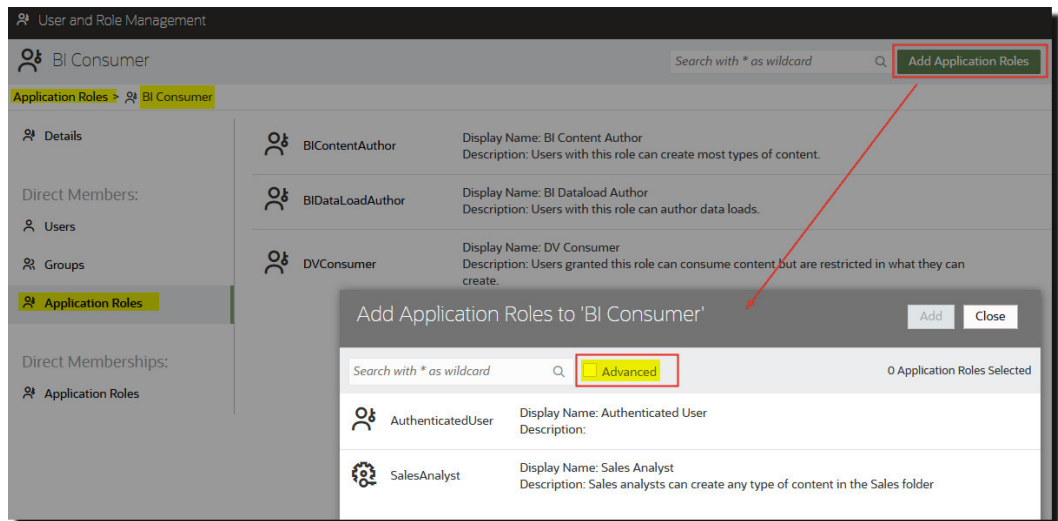 User and Role Management
BI Consumer
Search with * as wildcard
Add Application Roles
Application Roles > BI Consumer
Details
Direct Members:
Users
Groups
Application Roles
Direct Memberships:
Application Roles
BIContentAuthor
Display Name: BI Content Author
Description: Users with this role can create most types of content.
BIDataLoadAuthor
Display Name: BI Dataload Author
Description: Users with this role can author data loads.
DVConsumer
Display Name: DV Consumer
Description: Users granted this role can consume content but are restricted in what they can
create.
Add Application Roles to 'BI Consumer'
Add
Close
Search with * as wildcard
Advanced
0 Application Roles Selected
AuthenticatedUser
Display Name: Authenticated User
Description:
SalesAnalyst
Display Name: Sales Analyst
Description: Sales analysts can create any type of content in the Sales folder